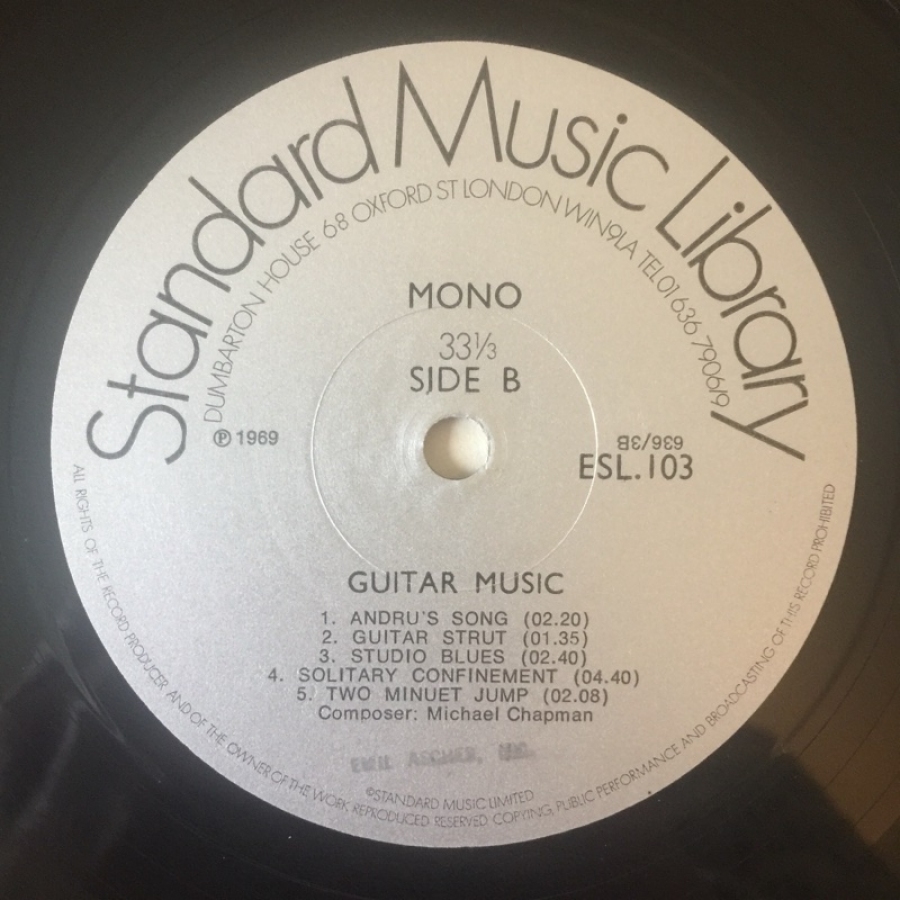 Standard Music Library
DUMBARTON HOUSE 68 OXFORD ST LONDON W1N9LA TEL 01 636 7906/9
MONO
33⅓
SIDE B
℗ 1969
636/3B
ESL.103
GUITAR MUSIC
1. ANDRU'S SONG (02.20)
2. GUITAR STRUT (01.35)
3. STUDIO BLUES (02.40)
4. SOLITARY CONFINEMENT (04.40)
5. TWO MINUET JUMP (02.08)
Composer: Michael Chapman
EMIL ASCHER, INC.
©STANDARD MUSIC LIMITED
ALL RIGHTS OF THE RECORD PRODUCER AND OF THE OWNER OF THE WORK REPRODUCED RESERVED COPYING, PUBLIC PERFORMANCE AND BROADCASTING OF THIS RECORD PROHIBITED